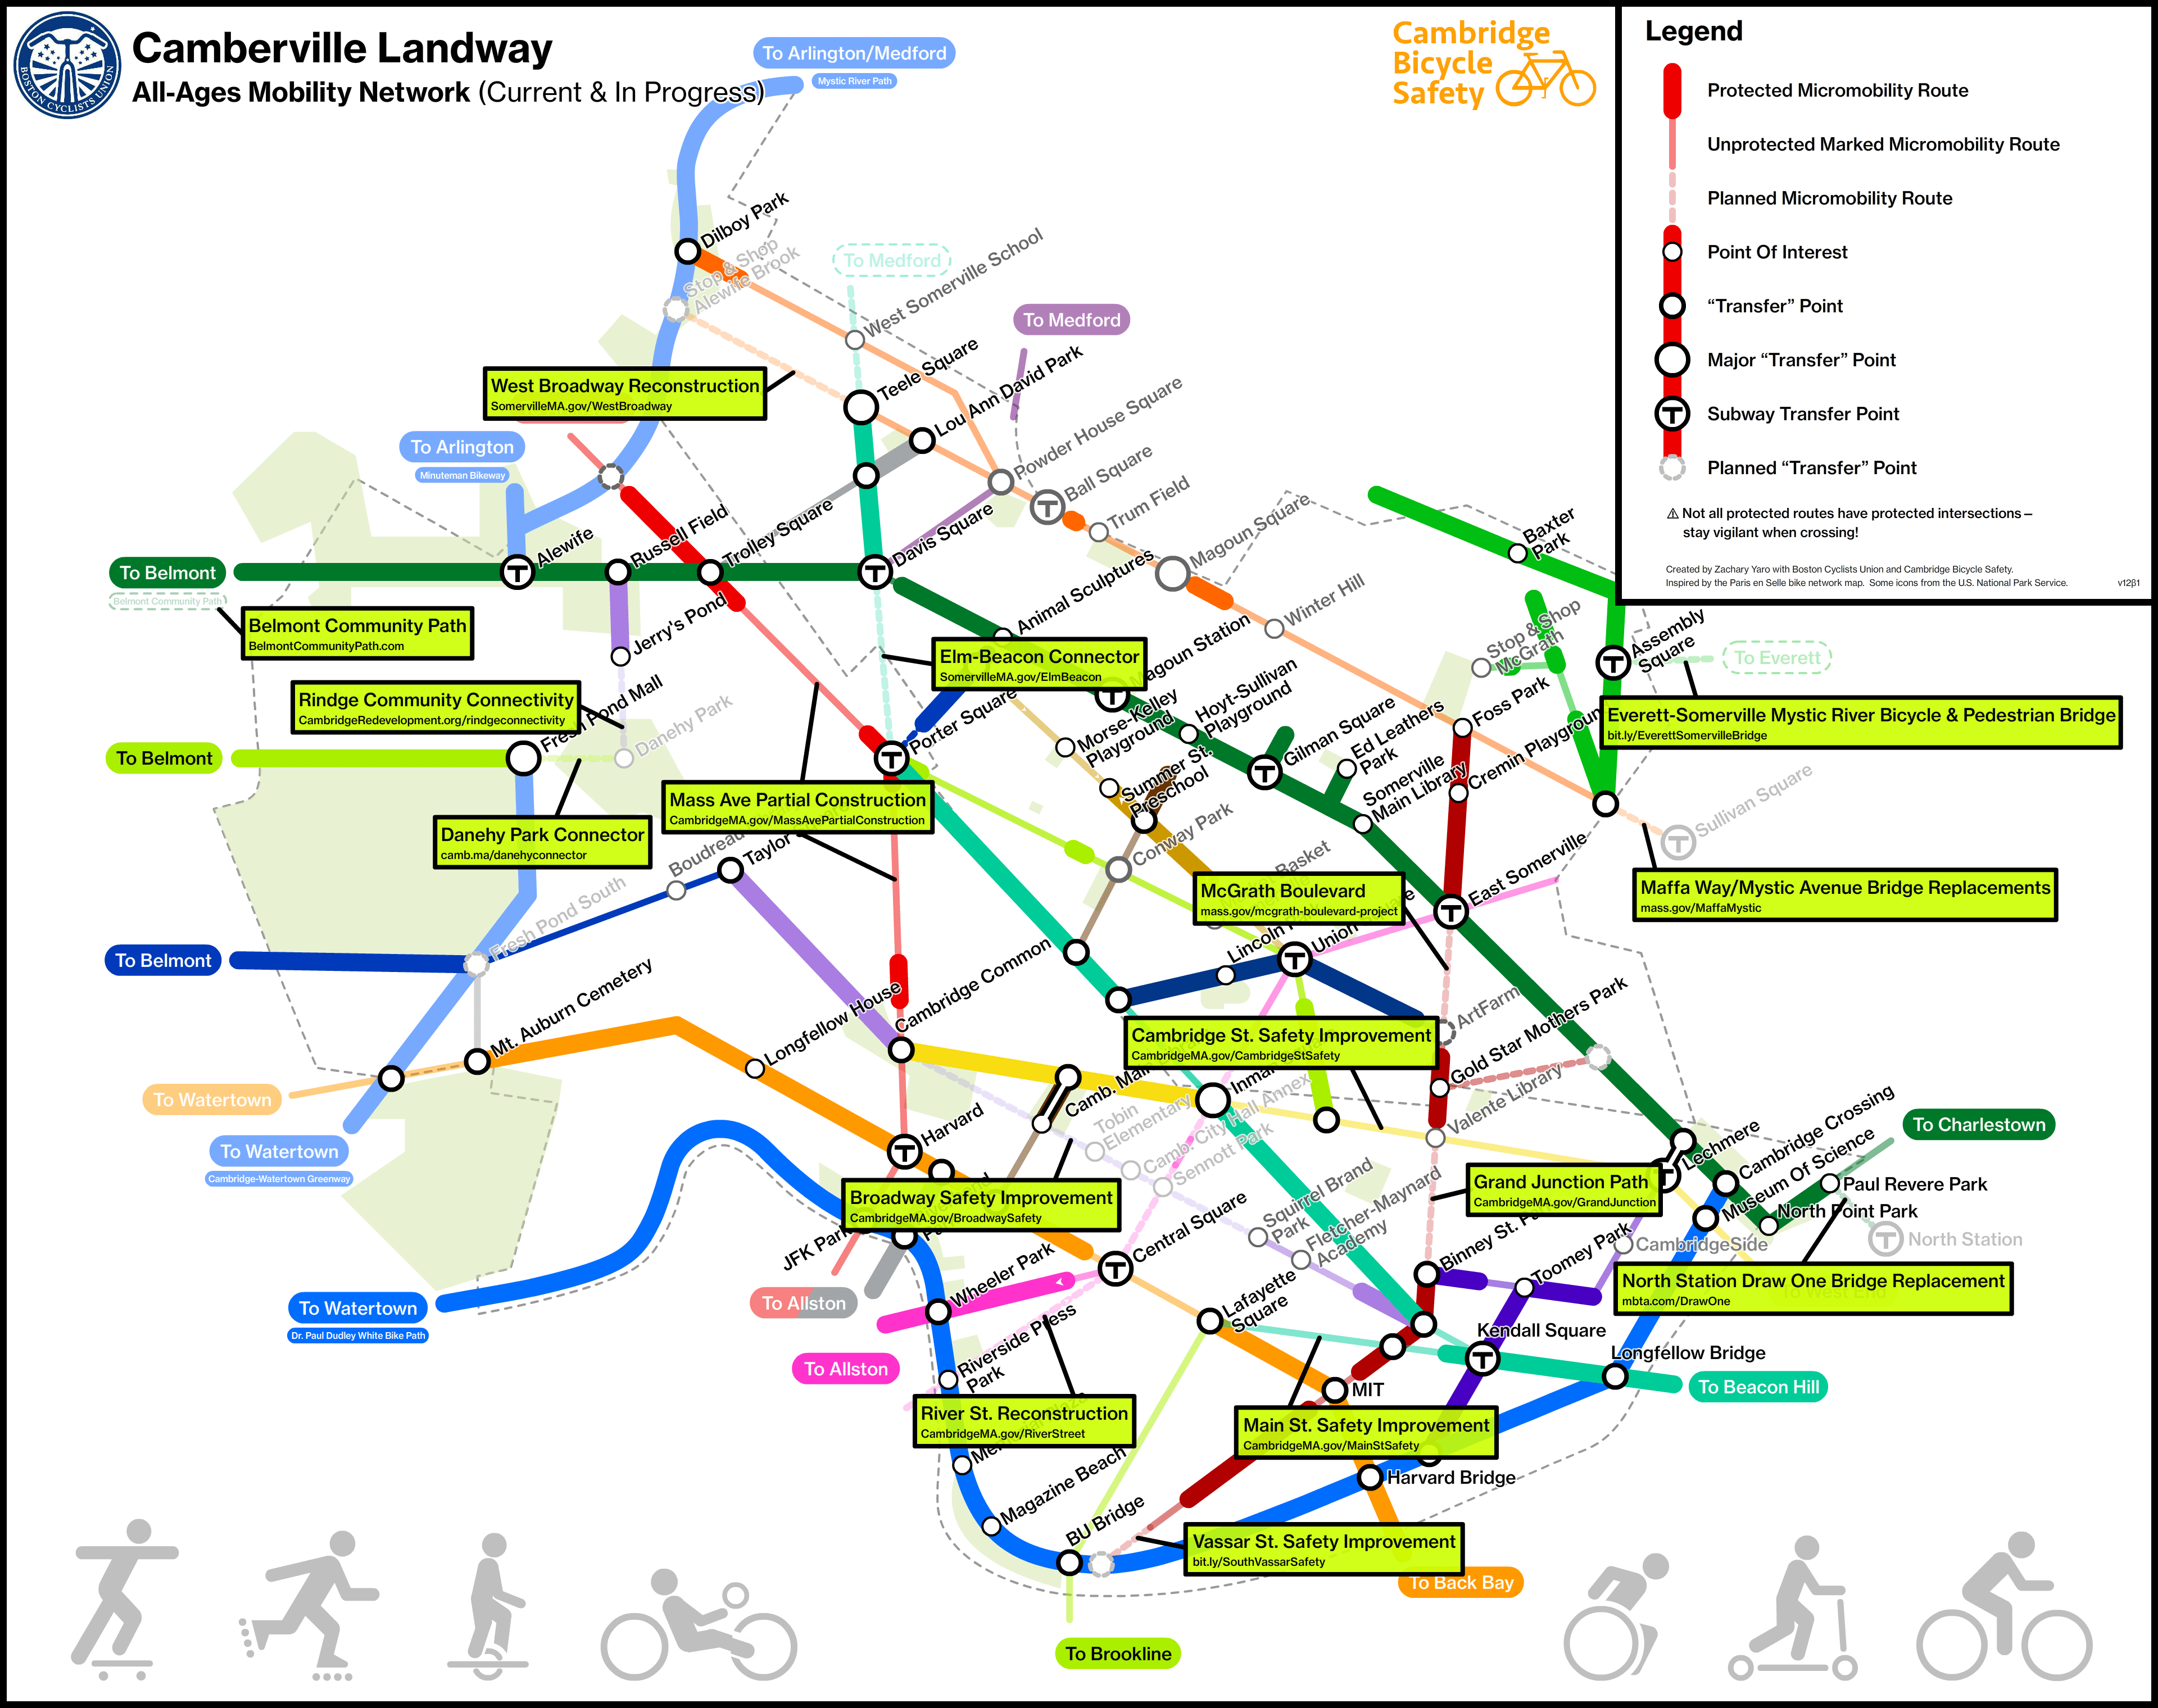 BOSTON CYCLISTS UNION
Camberville Landway
All-Ages Mobility Network (Current & In Progress)
Cambridge
Bicycle
Safety
Legend
Protected Micromobility Route
Unprotected Marked Micromobility Route
Planned Micromobility Route
Point Of Interest
“Transfer” Point
Major “Transfer” Point
T Subway Transfer Point
Planned “Transfer” Point
⚠ Not all protected routes have protected intersections –
stay vigilant when crossing!
Created by Zachary Yaro with Boston Cyclists Union and Cambridge Bicycle Safety.
Inspired by the Paris en Selle bike network map. Some icons from the U.S. National Park Service.
v12β1
To Arlington/Medford
Mystic River Path
Dilboy Park
Stop & Shop
Alewife Brook
To Medford
West Somerville School
To Medford
Teele Square
Lou Ann David Park
Powder House Square
Ball Square
Trum Field
Magoun Square
Winter Hill
West Broadway Reconstruction
SomervilleMA.gov/WestBroadway
To Arlington
Minuteman Bikeway
Alewife
Russell Field
Trolley Square
Davis Square
To Belmont
Belmont Community Path
Belmont Community Path
BelmontCommunityPath.com
Jerry's Pond
Animal Sculptures
Elm-Beacon Connector
SomervilleMA.gov/ElmBeacon
Magoun Station
Hoyt-Sullivan
Playground
Morse-Kelley
Playground
Summer St.
Preschool
Gilman Square
Ed Leathers
Park
Somerville
Main Library
Foss Park
Cremin Playground
Stop & Shop
McGrath
Baxter
Park
Assembly
Square
To Everett
Everett-Somerville Mystic River Bicycle & Pedestrian Bridge
bit.ly/EverettSomervilleBridge
Sullivan Square
Maffa Way/Mystic Avenue Bridge Replacements
mass.gov/MaffaMystic
Rindge Community Connectivity
CambridgeRedevelopment.org/rindgeconnectivity
Fresh Pond Mall
Danehy Park
To Belmont
Danehy Park Connector
camb.ma/danehyconnector
Porter Square
Mass Ave Partial Construction
CambridgeMA.gov/MassAvePartialConstruction
Taylor
Conway Park
Basket
McGrath Boulevard
mass.gov/mcgrath-boulevard-project
Lincoln
Union
East Somerville
To Belmont
Fresh Pond South
Mt. Auburn Cemetery
Longfellow House
Cambridge Common
Cambridge St. Safety Improvement
CambridgeMA.gov/CambridgeStSafety
ArtFarm
Gold Star Mothers Park
Valente Library
To Watertown
To Watertown
Cambridge-Watertown Greenway
Harvard
Camb.
Tobin
Elementary
Camb. City Hall Annex
Sennott Park
Broadway Safety Improvement
CambridgeMA.gov/BroadwaySafety
Squirrel Brand
Park
Fletcher-Maynard
Academy
Grand Junction Path
CambridgeMA.gov/GrandJunction
Lechmere
Cambridge Crossing
Museum Of Science
To Charlestown
Paul Revere Park
North Point Park
North Station
CambridgeSide
North Station Draw One Bridge Replacement
mbta.com/DrawOne
To West End
JFK Park
To Allston
Wheeler Park
Central Square
Lafayette
Square
Binney St.
Toomey Park
Kendall Square
Longfellow Bridge
To Beacon Hill
To Watertown
Dr. Paul Dudley White Bike Path
To Allston
Riverside Press
Park
River St. Reconstruction
CambridgeMA.gov/RiverStreet
MIT
Main St. Safety Improvement
CambridgeMA.gov/MainStSafety
Magazine Beach
Harvard Bridge
BU Bridge
Vassar St. Safety Improvement
bit.ly/SouthVassarSafety
To Back Bay
To Brookline